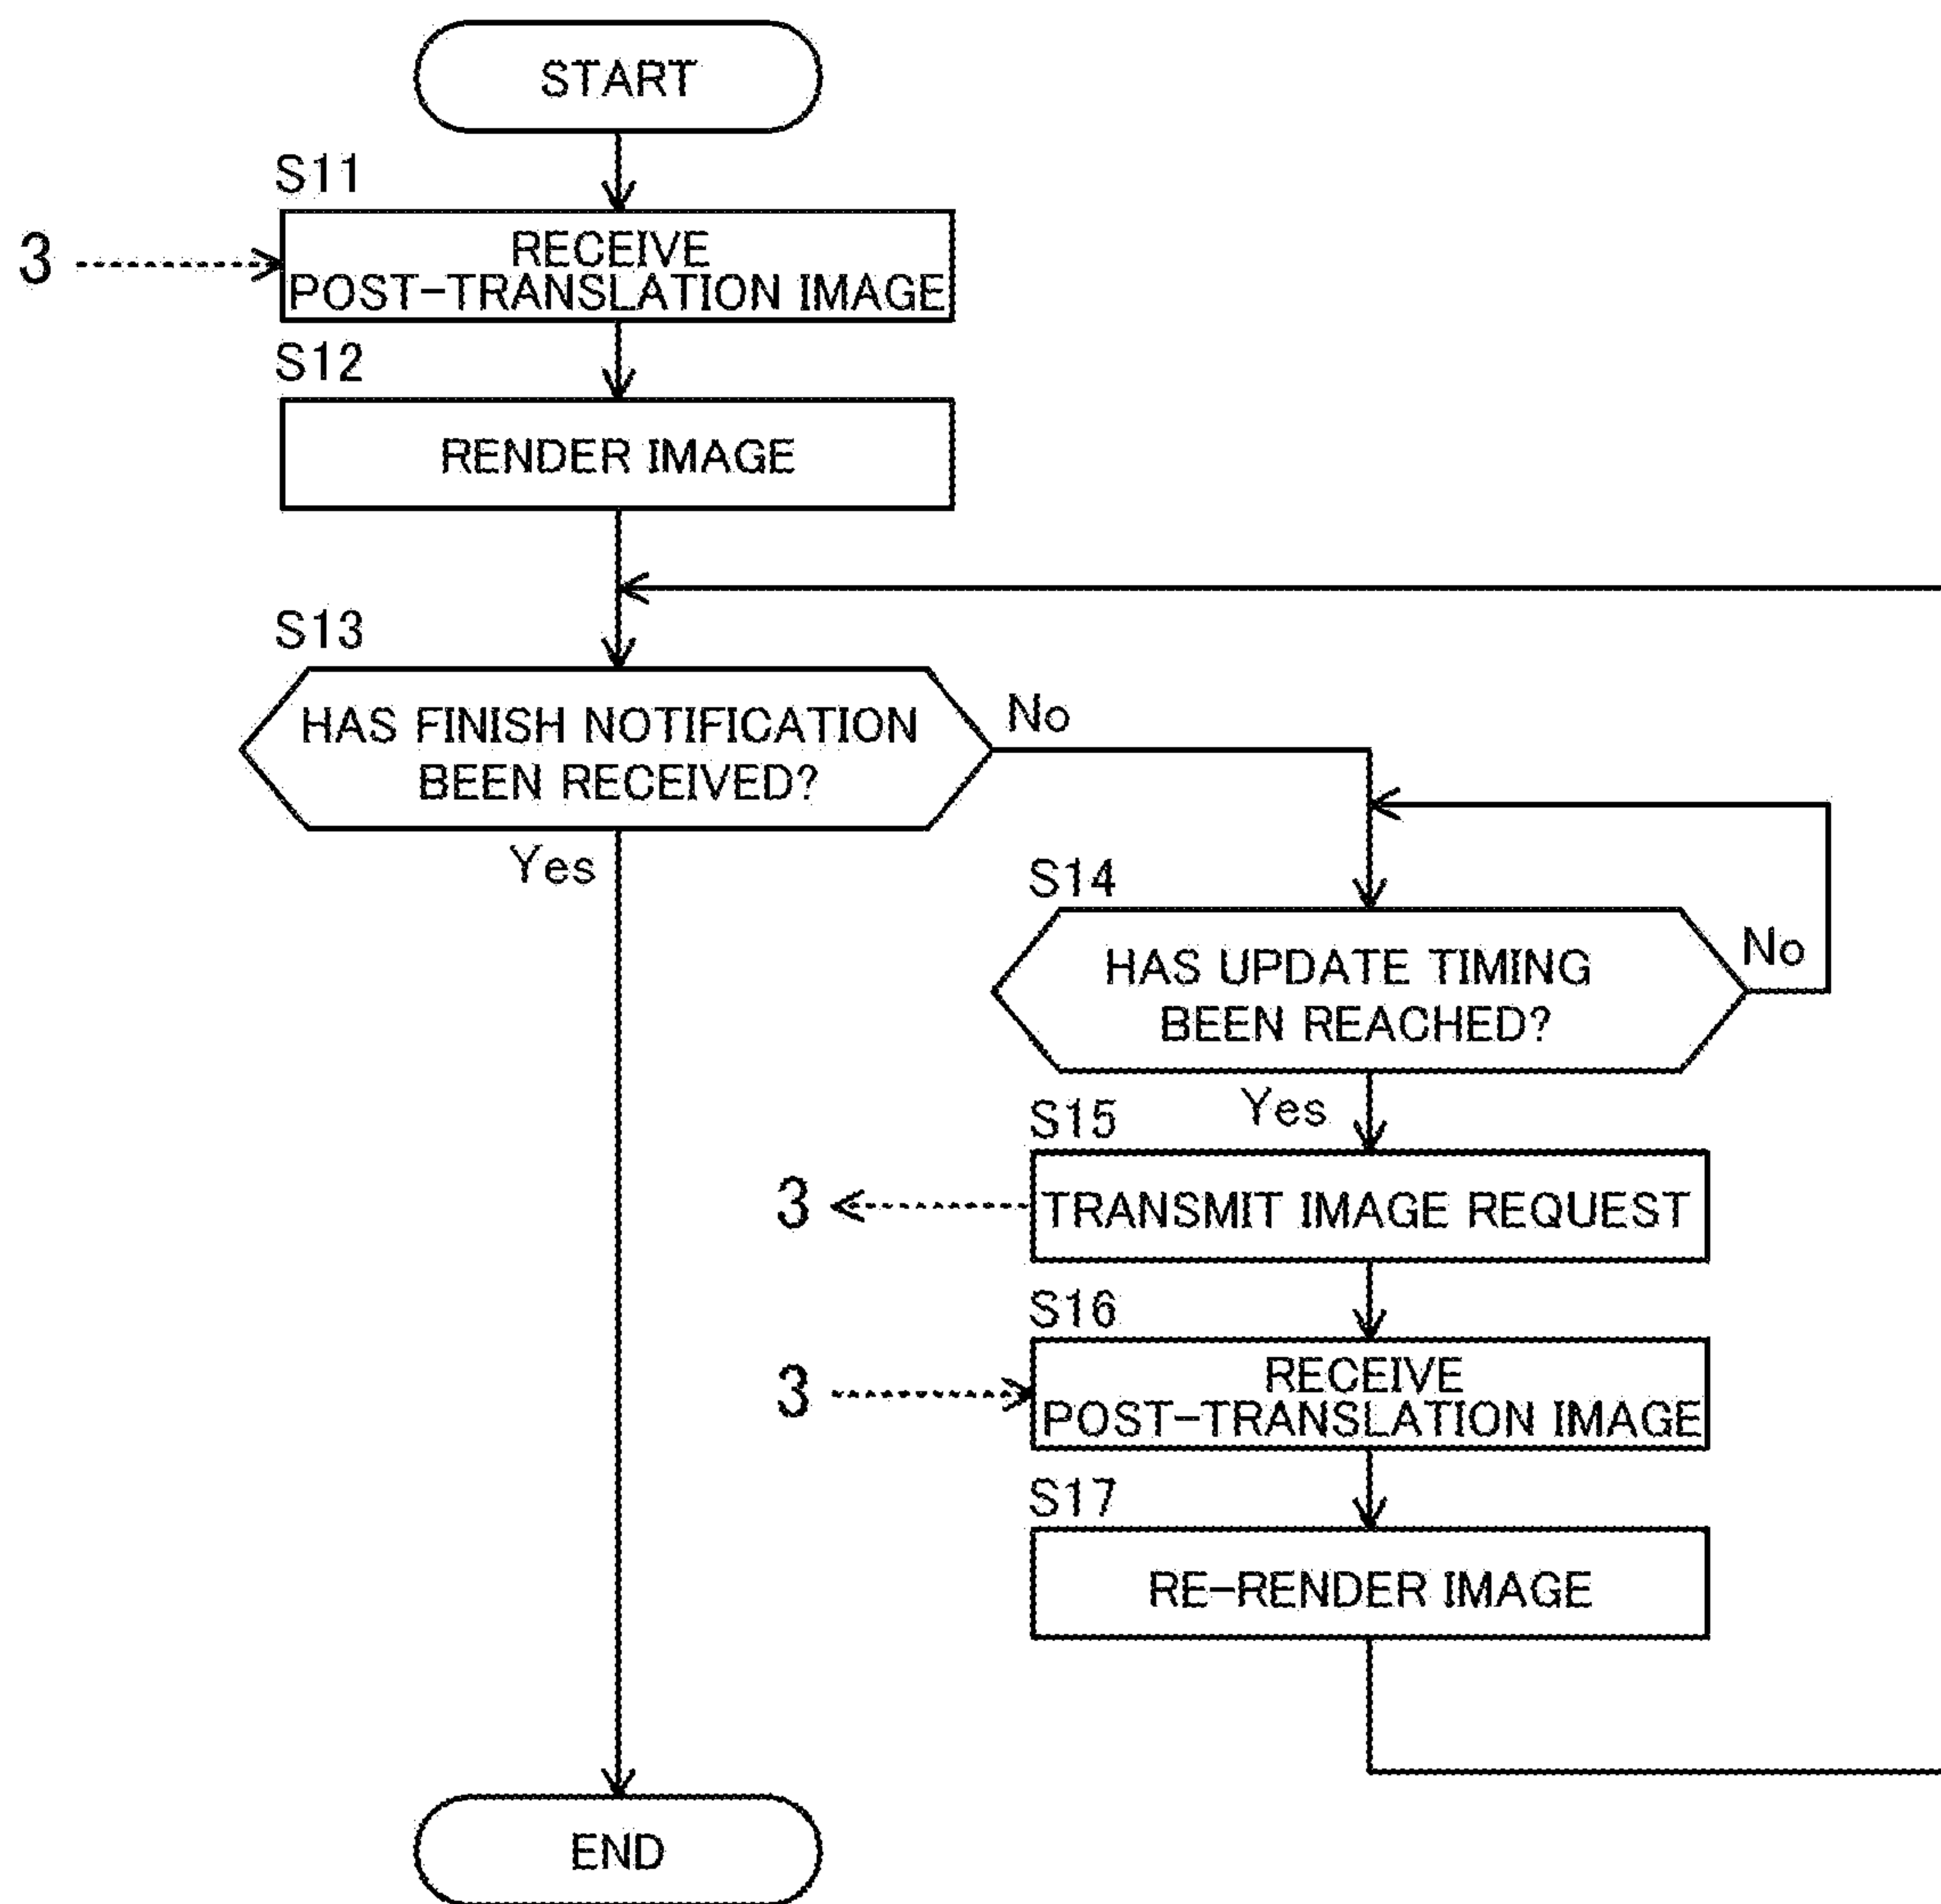 START
S11
3
RECEIVE
POST-TRANSLATION IMAGE
S12
RENDER IMAGE
S13
HAS FINISH NOTIFICATION
BEEN RECEIVED?
No
Yes
S14
HAS UPDATE TIMING
BEEN REACHED?
No
Yes
S15
3
TRANSMIT IMAGE REQUEST
S16
3
RECEIVE
POST-TRANSLATION IMAGE
S17
RE-RENDER IMAGE
END